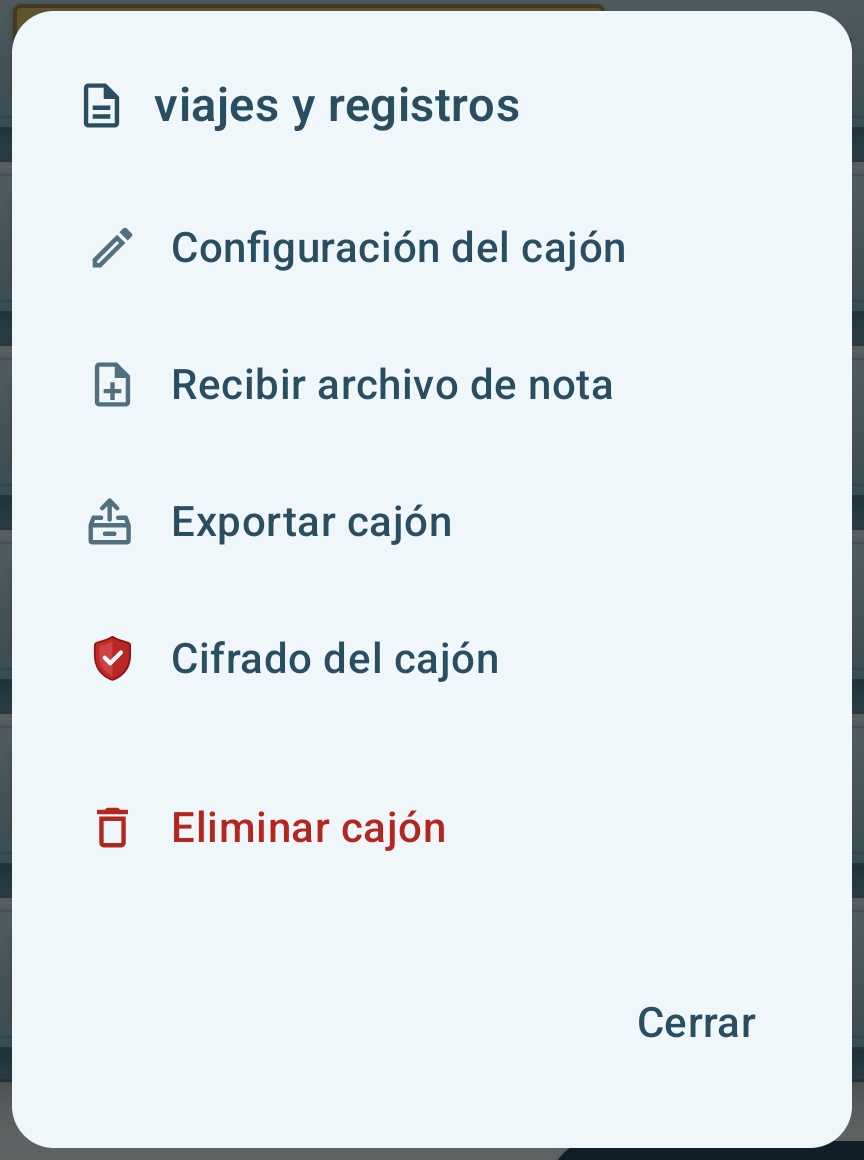 viajes y registros
Configuración del cajón
Recibir archivo de nota
Exportar cajón
Cifrado del cajón
Eliminar cajón
Cerrar